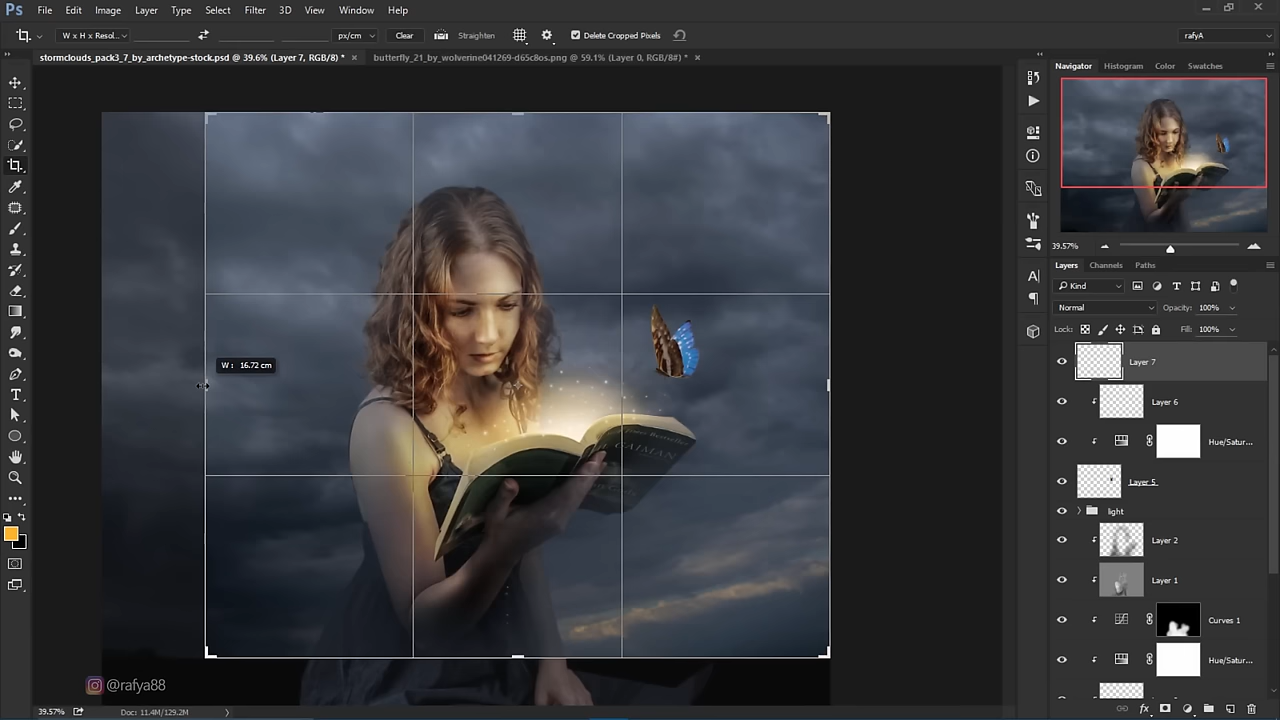 Ps File Edit Image Layer Type Select Filter 3D View Window Help
W x H x Resol... px/cm Clear Straighten Delete Cropped Pixels rafyA
stormclouds_pack3_7_by_archetype-stock.psd @ 39.6% (Layer 7, RGB/8) * × butterfly_21_by_wolverine041269-d65c8os.png @ 59.1% (Layer 0, RGB/8#) * ×
Navigator Histogram Color Swatches
39.57%
Layers Channels Paths
Kind
Normal Opacity: 100%
Lock: Fill: 100%
Layer 7
Layer 6
Hue/Satur...
Layer 5
light
Layer 2
Layer 1
Curves 1
Hue/Satur...
W : 16.72 cm
GAIMAN
@rafya88
39.57% Doc: 11.4M/129.2M